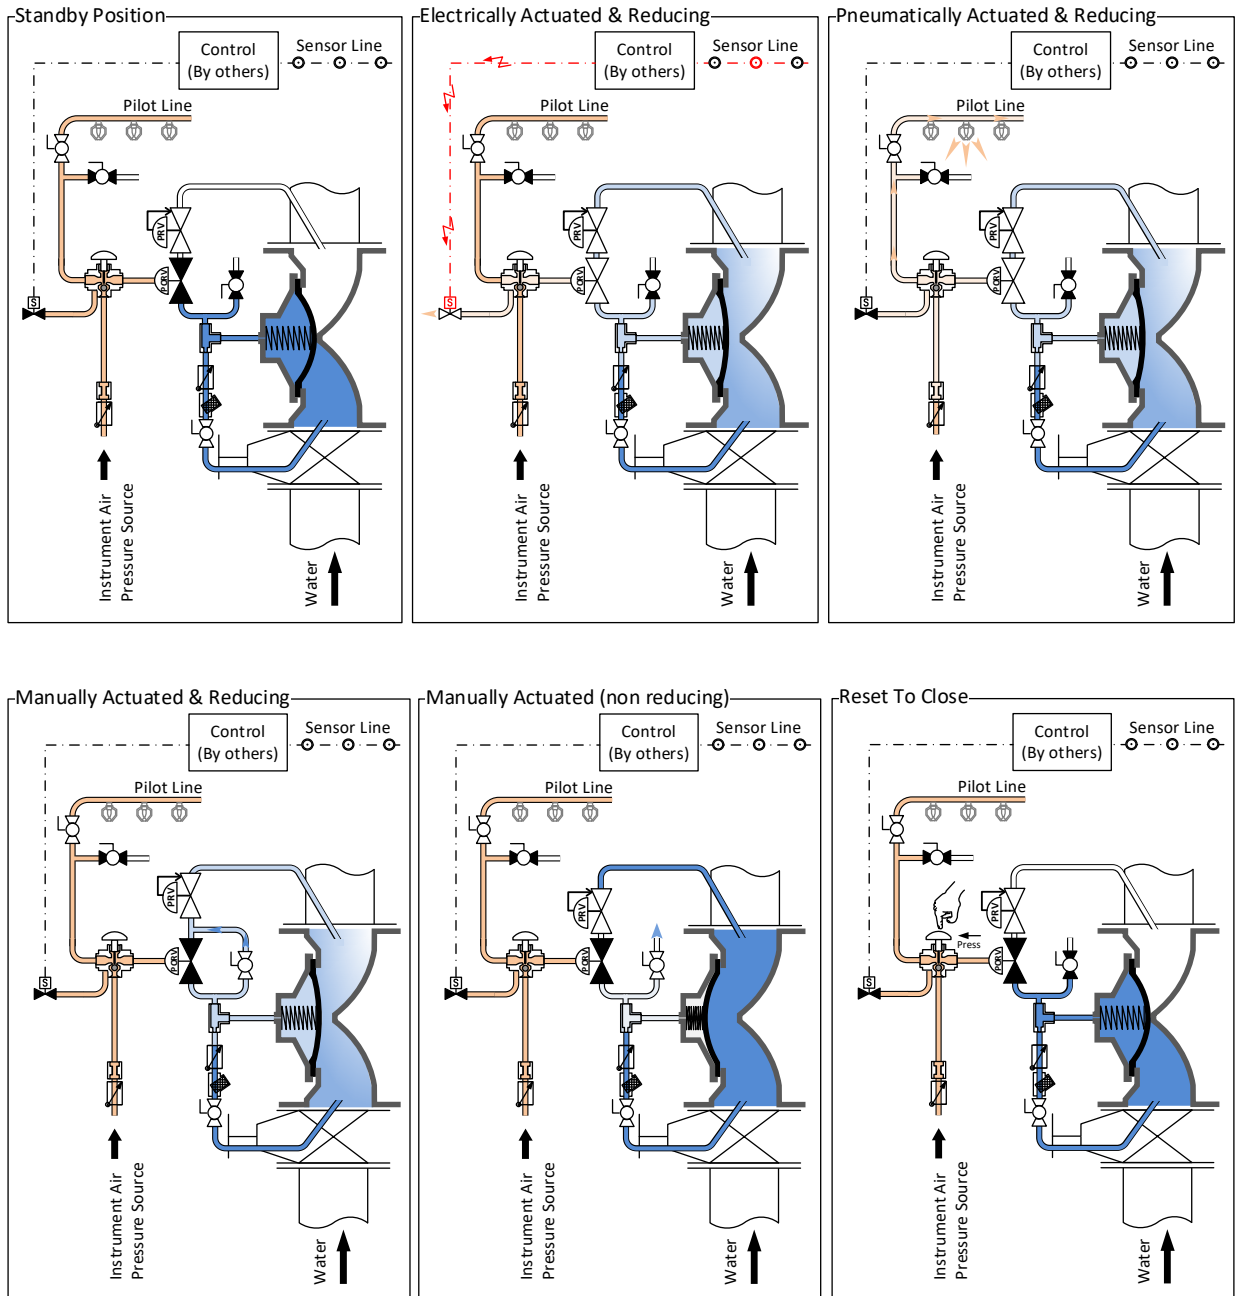 Standby Position
Control
(By others)
Sensor Line
Pilot Line
PRV
PORV
S
Instrument Air
Pressure Source
Water
Electrically Actuated & Reducing
Control
(By others)
Sensor Line
Pilot Line
PRV
PORV
S
Instrument Air
Pressure Source
Water
Pneumatically Actuated & Reducing
Control
(By others)
Sensor Line
Pilot Line
PRV
PORV
S
Instrument Air
Pressure Source
Water
Manually Actuated & Reducing
Control
(By others)
Sensor Line
Pilot Line
PRV
PORV
S
Instrument Air
Pressure Source
Water
Manually Actuated (non reducing)
Control
(By others)
Sensor Line
Pilot Line
PRV
PORV
S
Instrument Air
Pressure Source
Water
Reset To Close
Control
(By others)
Sensor Line
Pilot Line
PRV
Press
PORV
S
Instrument Air
Pressure Source
Water